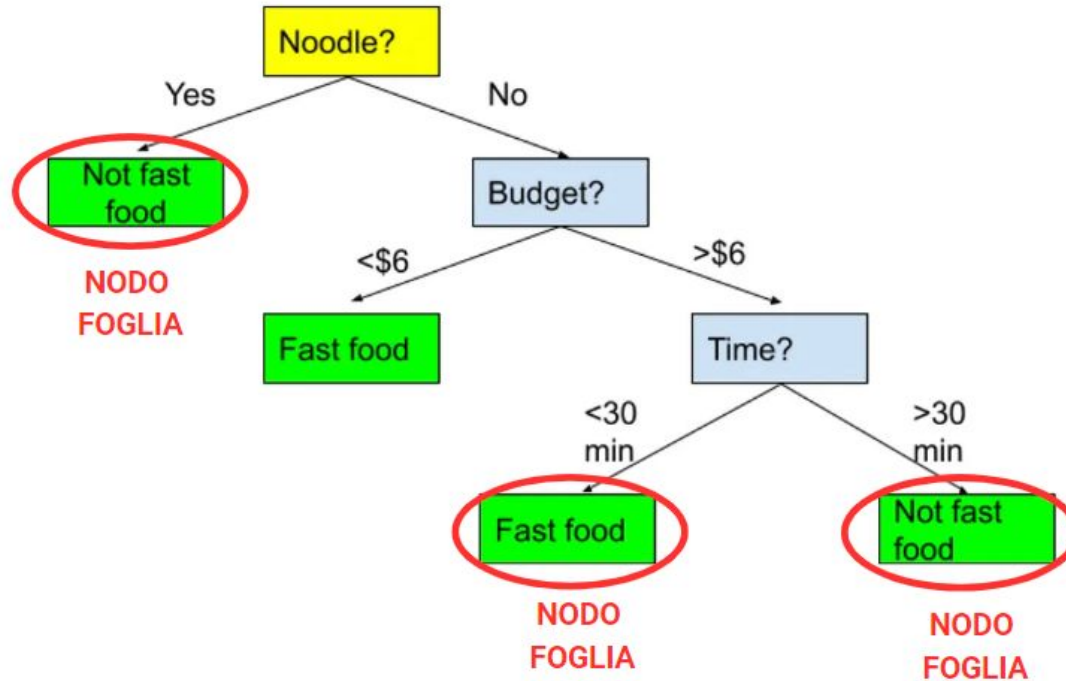 Noodle?
Yes
No
Not fast
food
Budget?
NODO
FOGLIA
<$6
>$6
Fast food
Time?
<30
min
>30
min
Fast food
Not fast
food
NODO
FOGLIA
NODO
FOGLIA